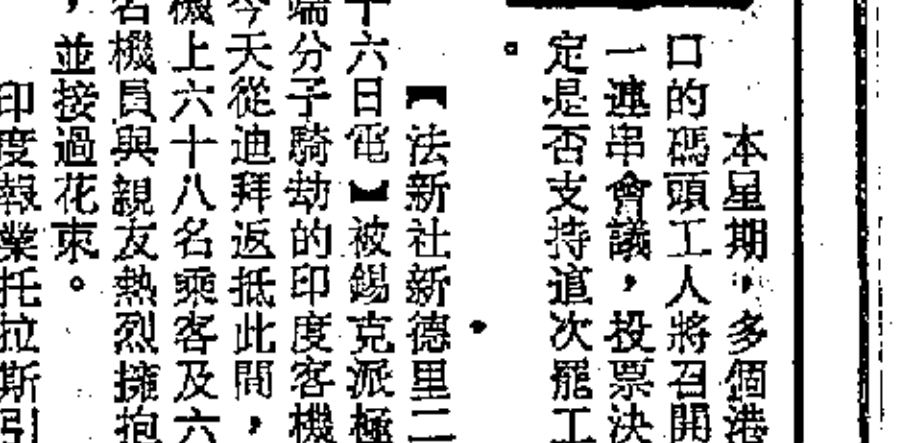 本星期，多個港
口的碼頭工人將召開
一連串會議，投票決
定是否支持這次罷工
。
【法新社新德里二
十六日電】被錫克派極
端分子騎劫的印度客機
今天從迪拜返抵此間，
機上六十八名乘客及六
名機員與親友熱烈擁抱
，並接過花束。
印度報業托拉斯引